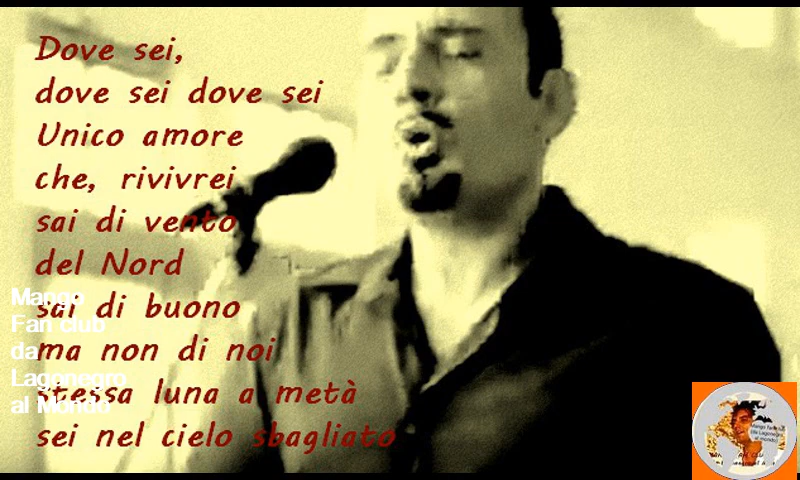 Dove sei,
dove sei dove sei
Unico amore
che, rivivrei
sai di vento
del Nord
sai di buono
ma non di noi
stessa luna a metà
sei nel cielo sbagliato
Mango
Fan club
da
Lagonegro
al Mondo